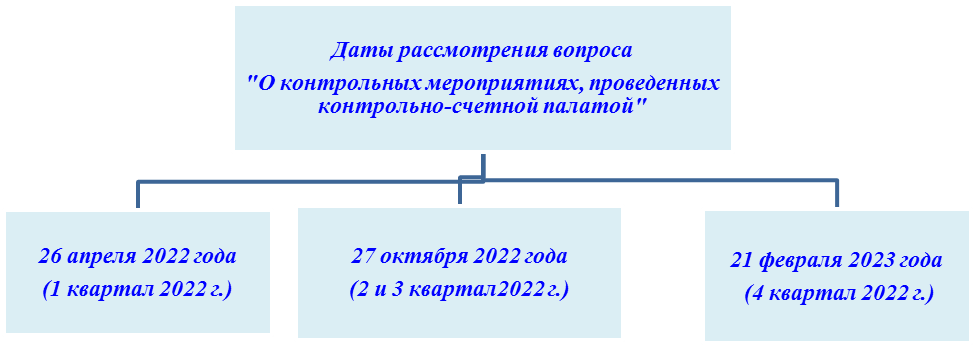 Даты рассмотрения вопроса
"О контрольных мероприятиях, проведенных
контрольно-счетной палатой"
26 апреля 2022 года
(1 квартал 2022 г.)
27 октября 2022 года
(2 и 3 квартал2022 г.)
21 февраля 2023 года
(4 квартал 2022 г.)